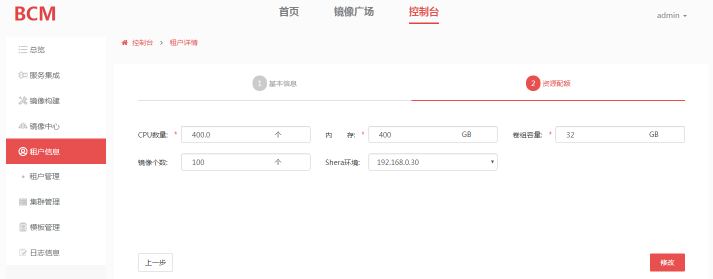 BCM
首页 镜像广场 控制台 admin
控制台 > 租户详情
总览
服务集成
镜像构建
镜像中心
租户信息
租户管理
集群管理
模板管理
日志信息
1 基本信息 2 资源配额
CPU数量: * 400.0 个 内 存: * 400 GB 卷组容量: * 32 GB
镜像个数: 100 个 Shera环境: 192.168.0.30
上一步 修改